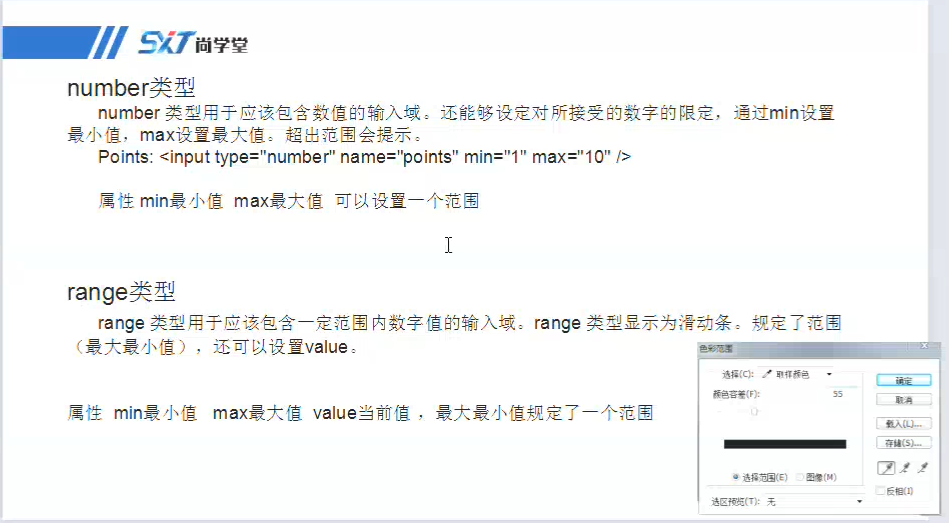 SXT尚学堂
number类型
number 类型用于应该包含数值的输入域。还能够设定对所接受的数字的限定，通过min设置
最小值，max设置最大值。超出范围会提示。
Points: <input type="number" name="points" min="1" max="10" />
属性 min最小值 max最大值 可以设置一个范围
range类型
range 类型用于应该包含一定范围内数字值的输入域。range 类型显示为滑动条。规定了范围
（最大最小值），还可以设置value。
属性 min最小值 max最大值 value当前值 ，最大最小值规定了一个范围
色彩范围
选择(C): 取样颜色
确定
颜色容差(F): 55
取消
载入(L)...
存储(S)...
选择范围(E) 图像(M)
反相(I)
选区预览(T): 无